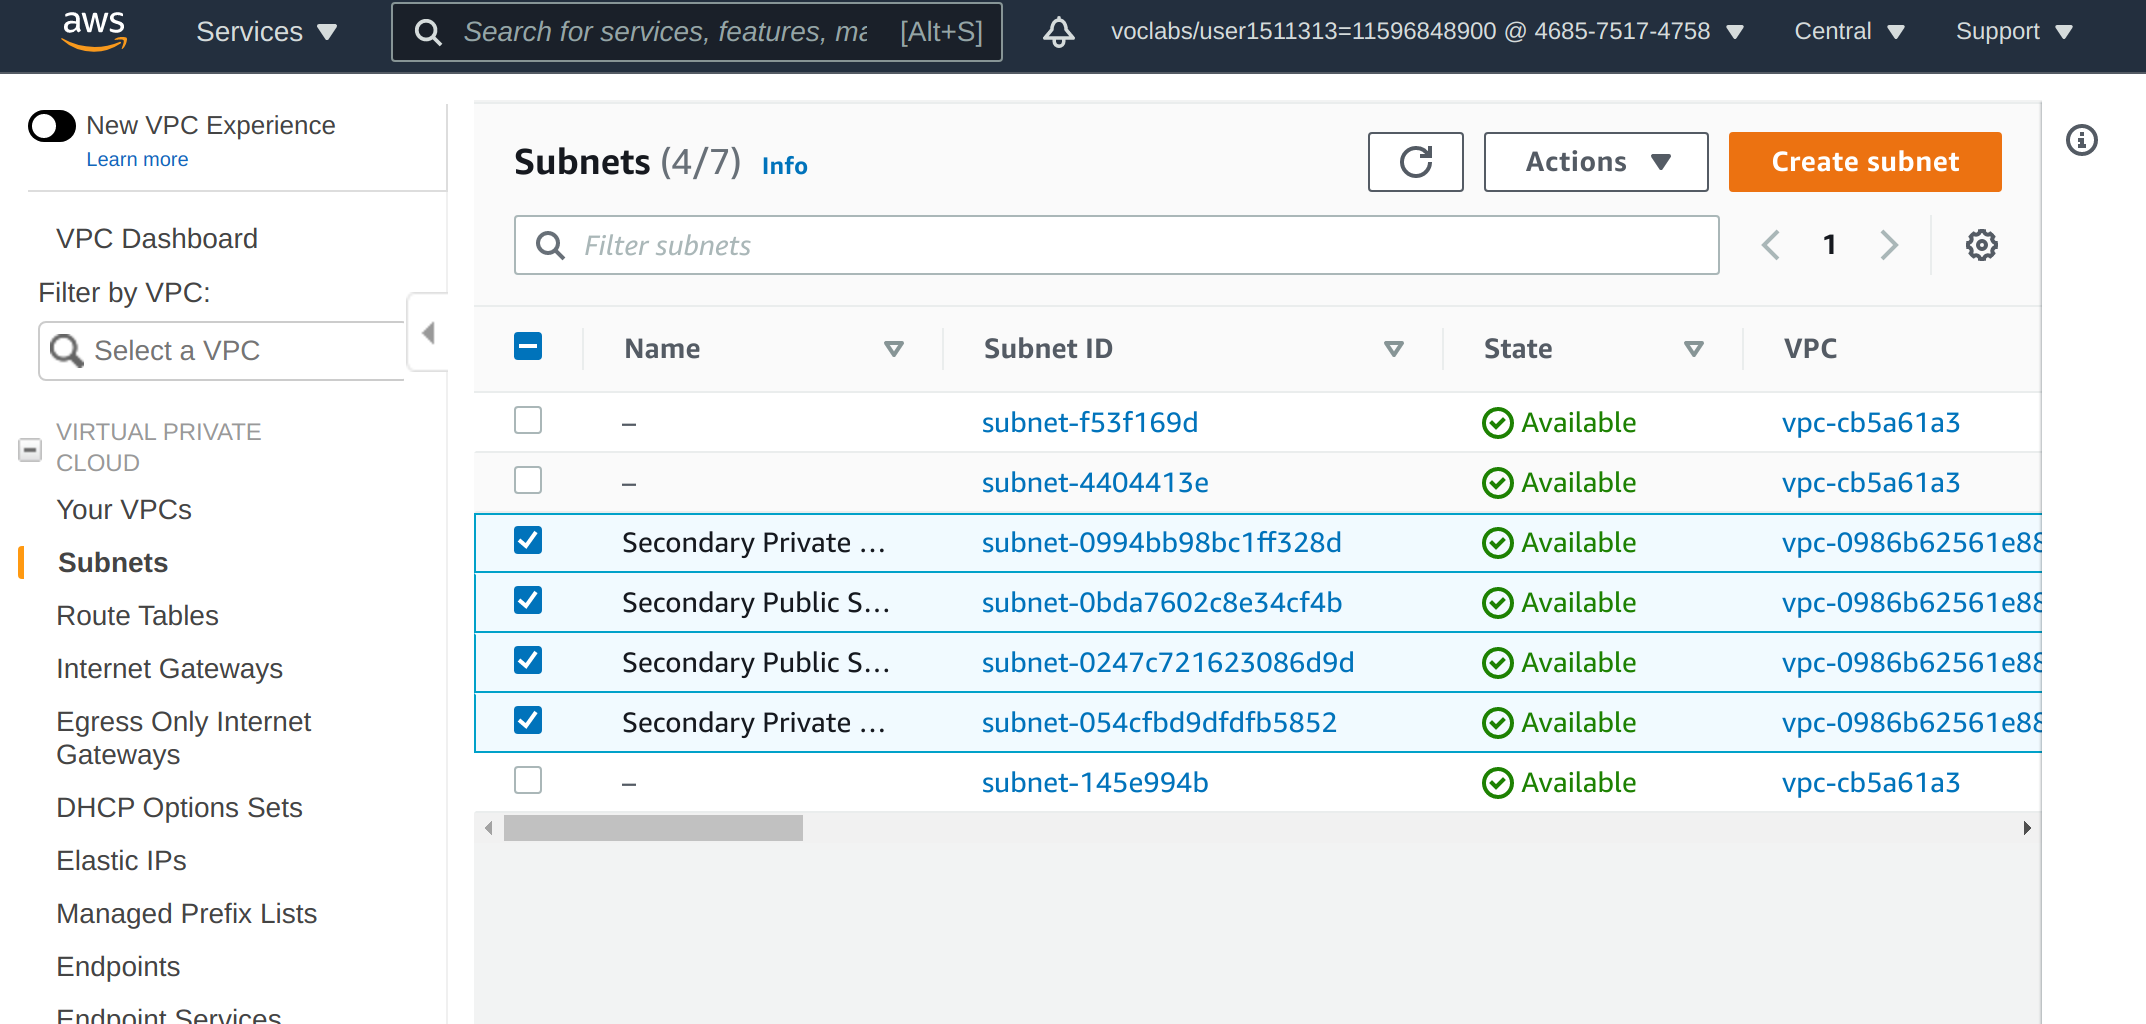 aws
Services
Search for services, features, ma [Alt+S]
voclabs/user1511313=11596848900 @ 4685-7517-4758
Central
Support
New VPC Experience
Learn more
VPC Dashboard
Filter by VPC:
Select a VPC
VIRTUAL PRIVATE
CLOUD
Your VPCs
Subnets
Route Tables
Internet Gateways
Egress Only Internet
Gateways
DHCP Options Sets
Elastic IPs
Managed Prefix Lists
Endpoints
Endpoint Services
Subnets (4/7) Info
Actions
Create subnet
Filter subnets
1
Name Subnet ID State VPC
– subnet-f53f169d Available vpc-cb5a61a3
– subnet-4404413e Available vpc-cb5a61a3
Secondary Private ... subnet-0994bb98bc1ff328d Available vpc-0986b62561e88
Secondary Public S... subnet-0bda7602c8e34cf4b Available vpc-0986b62561e88
Secondary Public S... subnet-0247c721623086d9d Available vpc-0986b62561e88
Secondary Private ... subnet-054cfbd9dfdfb5852 Available vpc-0986b62561e88
– subnet-145e994b Available vpc-cb5a61a3